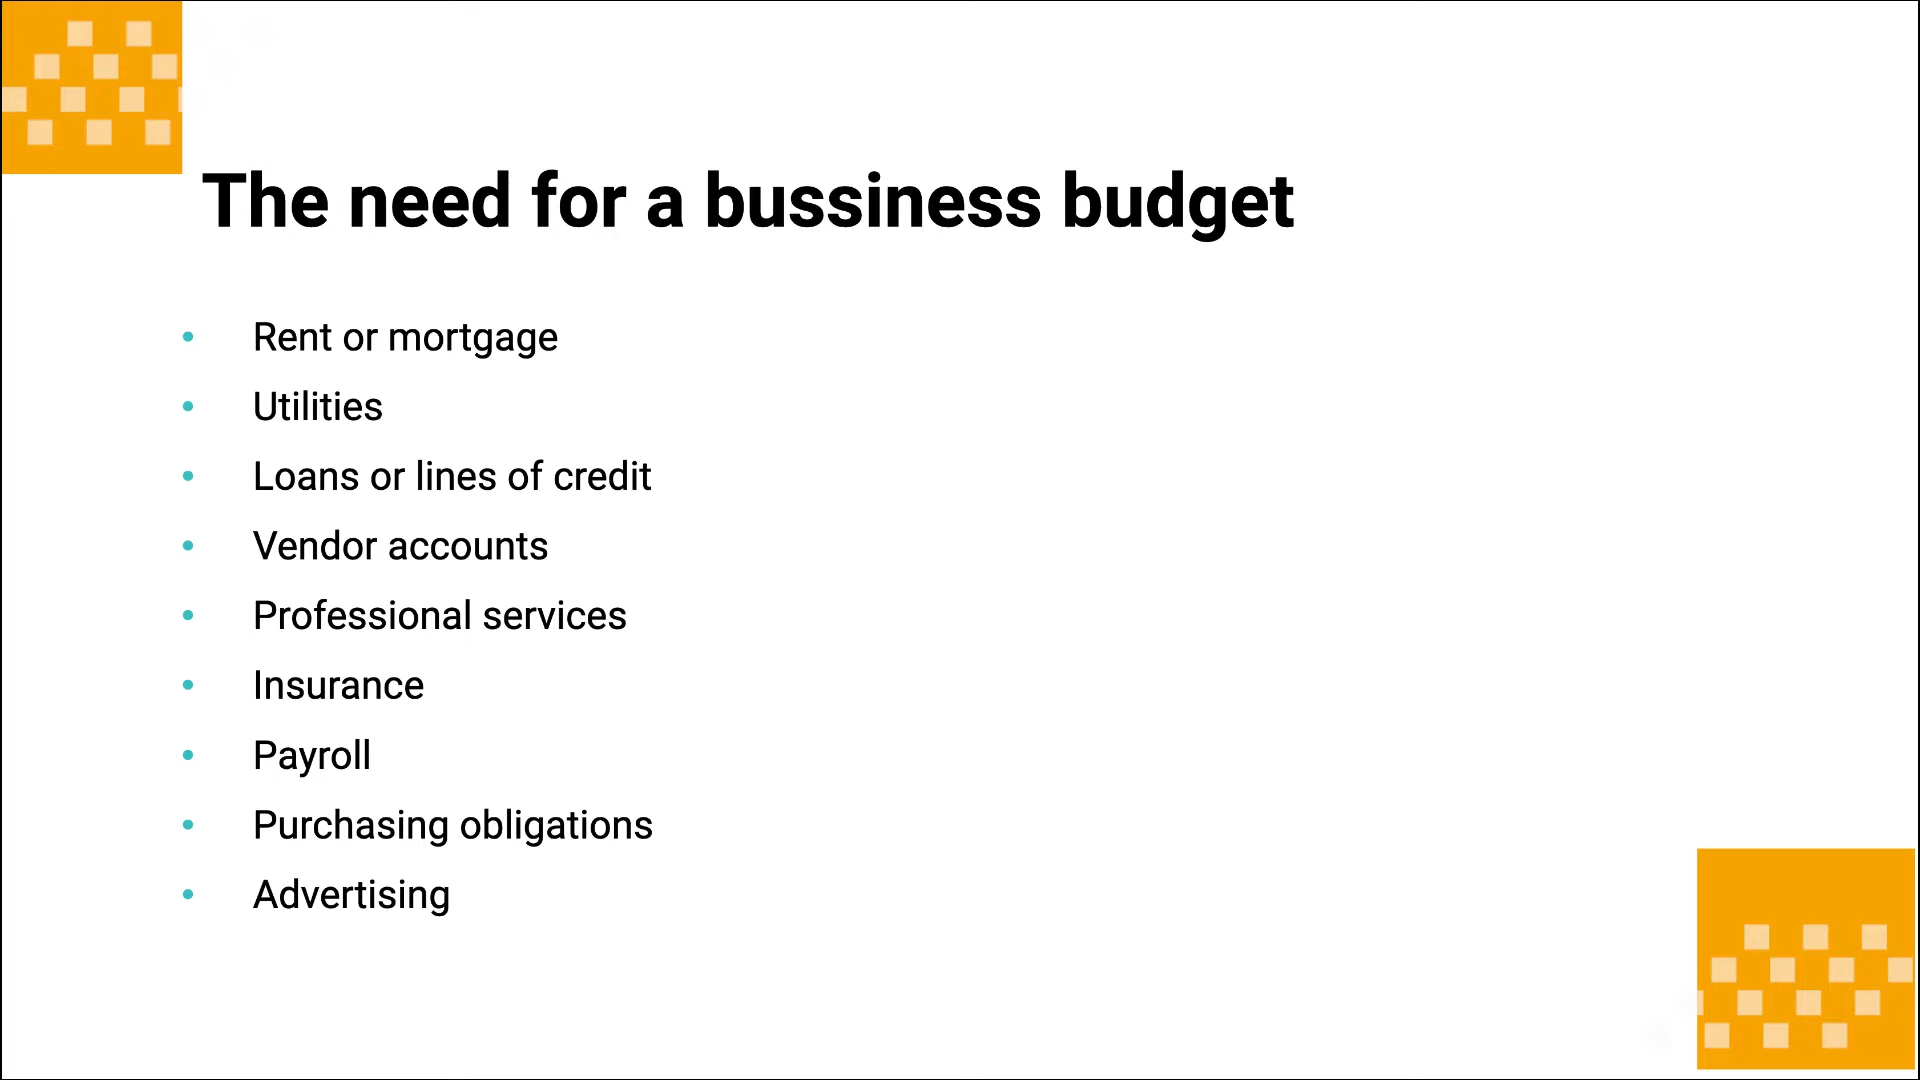 The need for a bussiness budget
• Rent or mortgage
• Utilities
• Loans or lines of credit
• Vendor accounts
• Professional services
• Insurance
• Payroll
• Purchasing obligations
• Advertising